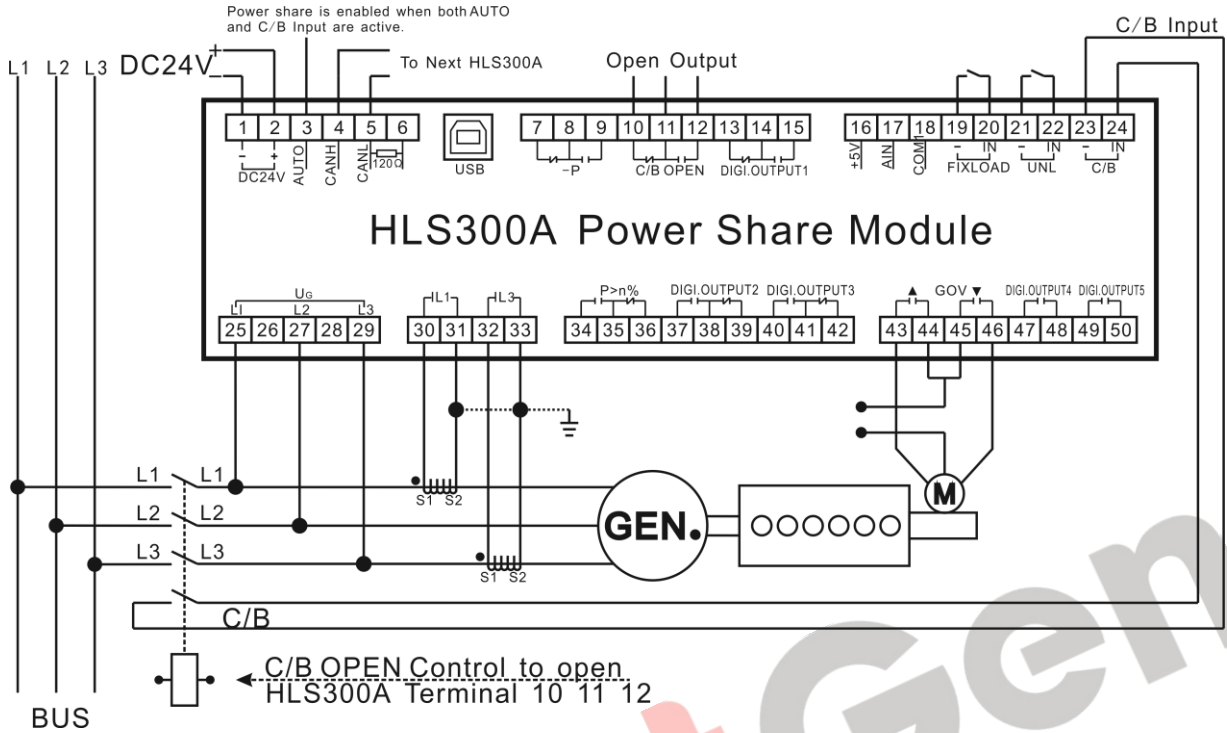 Power share is enabled when both AUTO
and C/B Input are active.
C/B Input
L1 L2 L3 DC24V + −
To Next HLS300A
Open Output
1 2 3 4 5 6
7 8 9 10 11 12 13 14 15
16 17 18 19 20 21 22 23 24
- + DC24V
AUTO
CANH
CANL
120Ω
USB
-P
C/B OPEN
DIGI.OUTPUT1
+5V
AIN
COM1
- IN
FIXLOAD
- IN
UNL
- IN
C/B
HLS300A Power Share Module
UG
L1 L2 L3
IL1
IL3
P>n%
DIGI.OUTPUT2
DIGI.OUTPUT3
▲ GOV ▼
DIGI.OUTPUT4
DIGI.OUTPUT5
25 26 27 28 29
30 31 32 33
34 35 36 37 38 39 40 41 42
43 44 45 46 47 48 49 50
L1 L1
S1 S2
M
L2 L2
GEN.
L3 L3
S1 S2
C/B
C/B OPEN Control to open
HLS300A Terminal 10 11 12
BUS
Gen